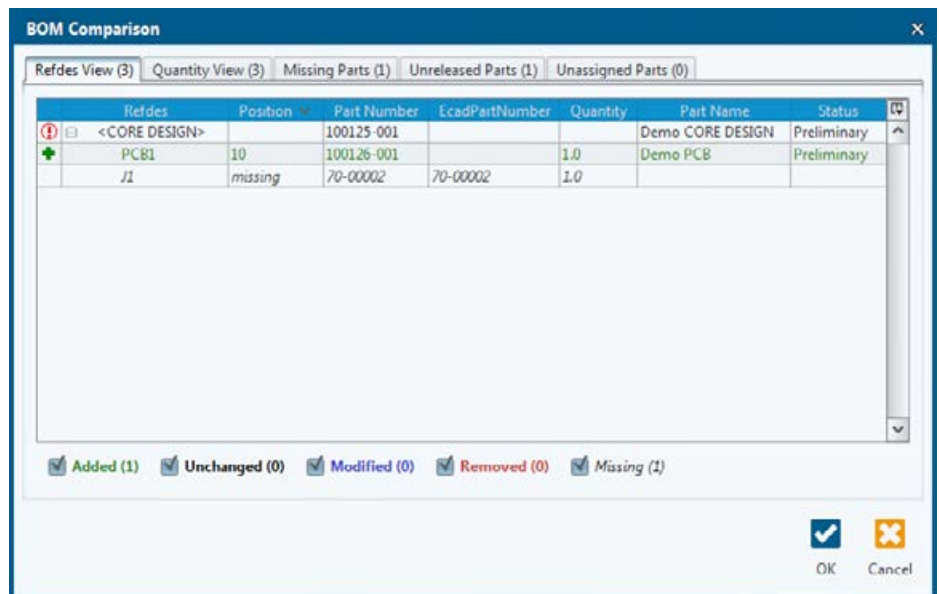 BOM Comparison
Refdes View (3) Quantity View (3) Missing Parts (1) Unreleased Parts (1) Unassigned Parts (0)
Refdes Position Part Number EcadPartNumber Quantity Part Name Status
<CORE DESIGN> 100125-001 Demo CORE DESIGN Preliminary
PCB1 10 100126-001 1.0 Demo PCB Preliminary
J1 missing 70-00002 70-00002 1.0
Added (1) Unchanged (0) Modified (0) Removed (0) Missing (1)
OK Cancel